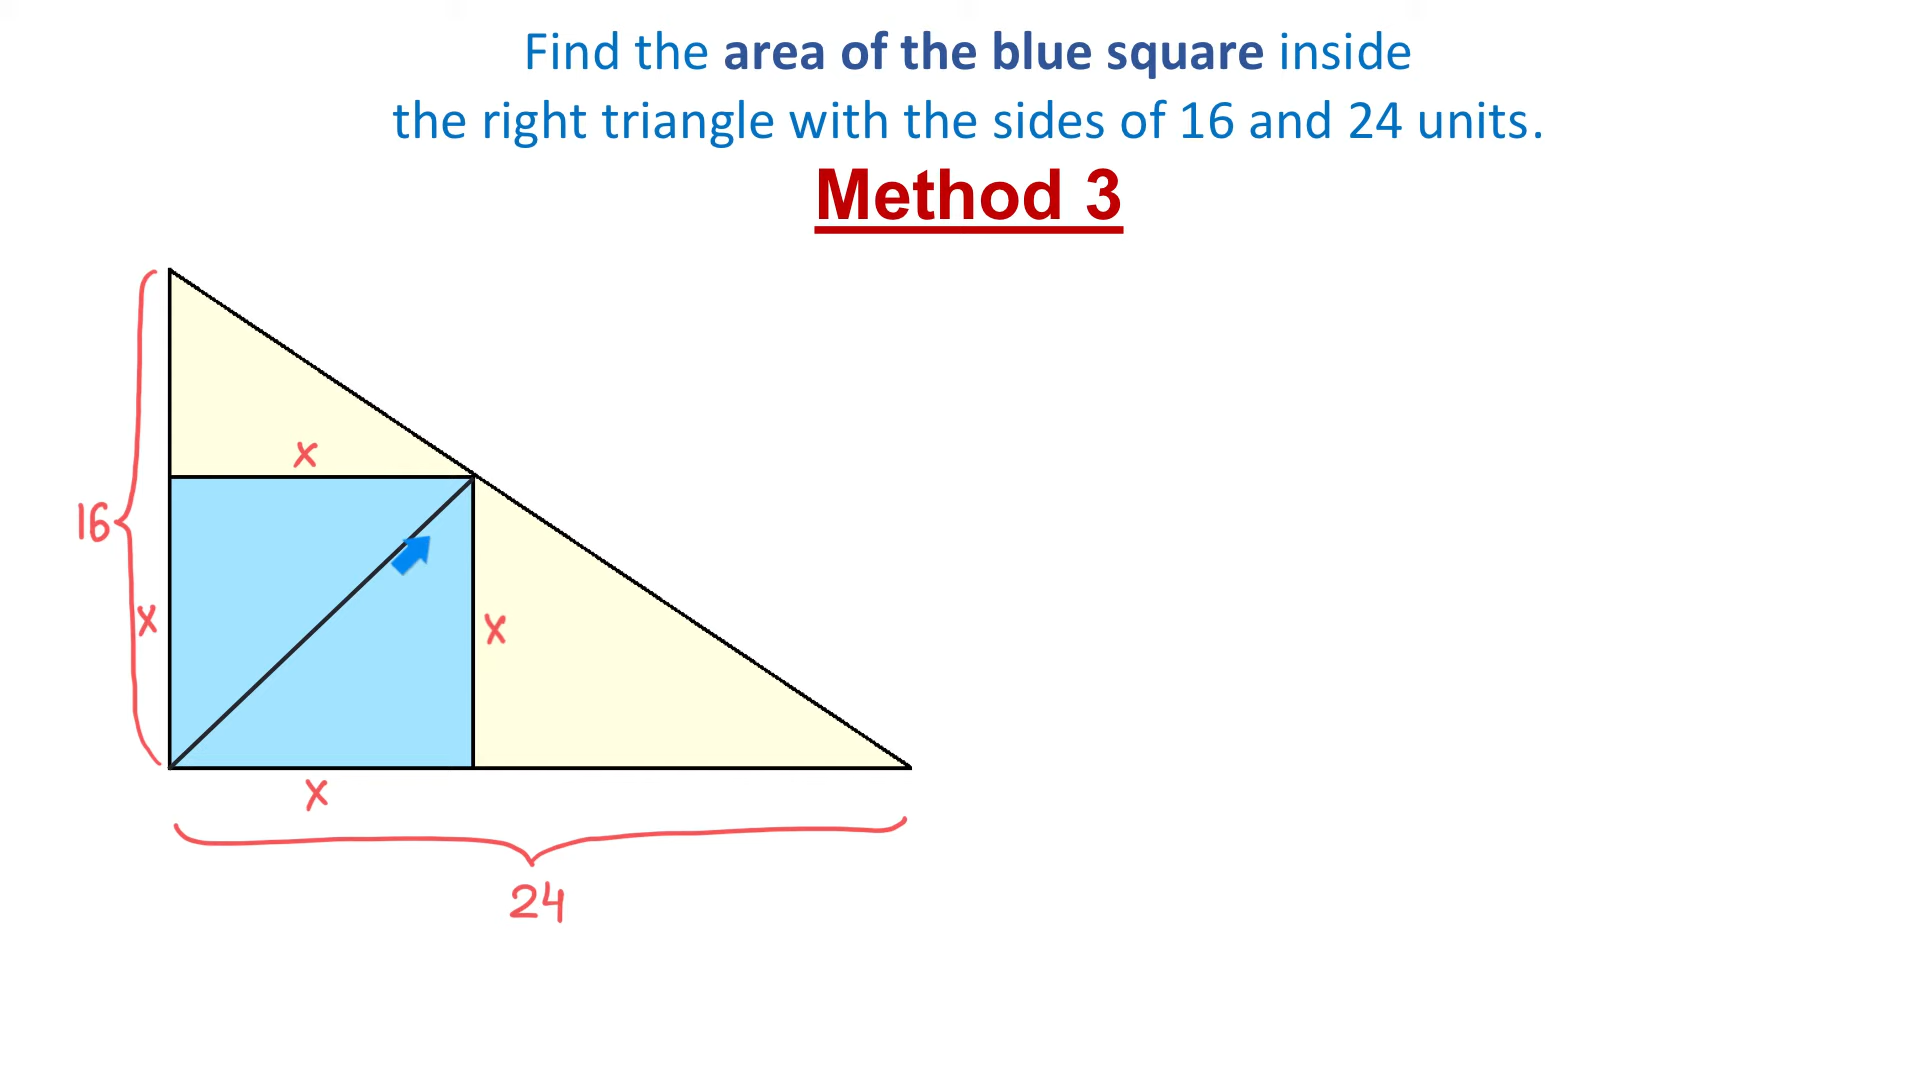 Find the area of the blue square inside
the right triangle with the sides of 16 and 24 units.
Method 3
x
16
x
x
x
24